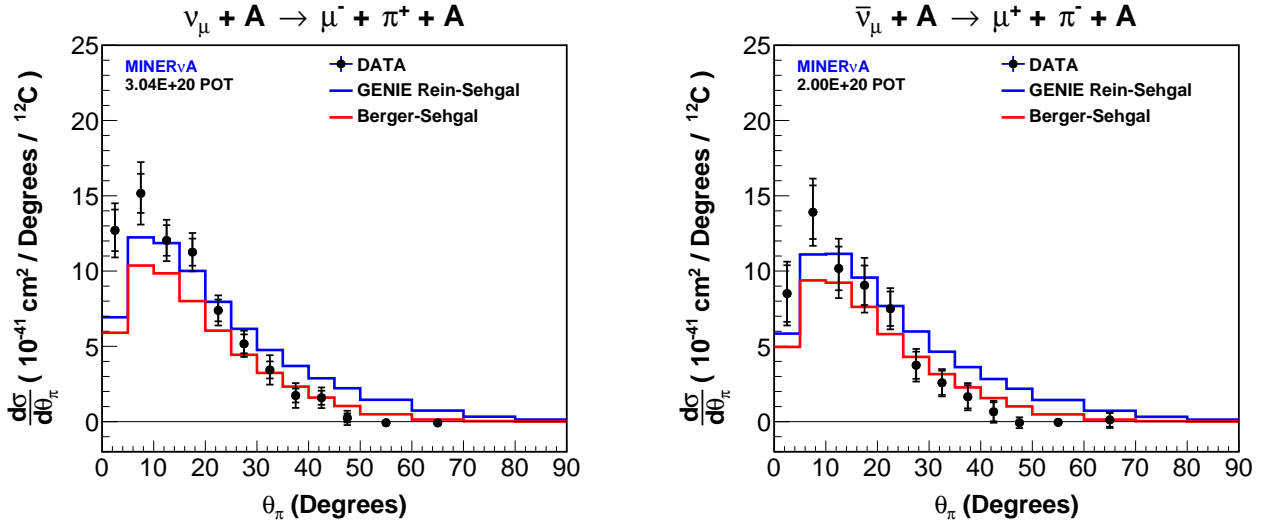 ν_μ + A → μ⁻ + π⁺ + A
25
20
15
10
5
0
dσ/dθ_π ( 10⁻⁴¹ cm² / Degrees / ¹²C )
MINERνA
3.04E+20 POT
DATA
GENIE Rein-Sehgal
Berger-Sehgal
0 10 20 30 40 50 60 70 80 90
θ_π (Degrees)
ν̄_μ + A → μ⁺ + π⁻ + A
25
20
15
10
5
0
dσ/dθ_π ( 10⁻⁴¹ cm² / Degrees / ¹²C )
MINERνA
2.00E+20 POT
DATA
GENIE Rein-Sehgal
Berger-Sehgal
0 10 20 30 40 50 60 70 80 90
θ_π (Degrees)